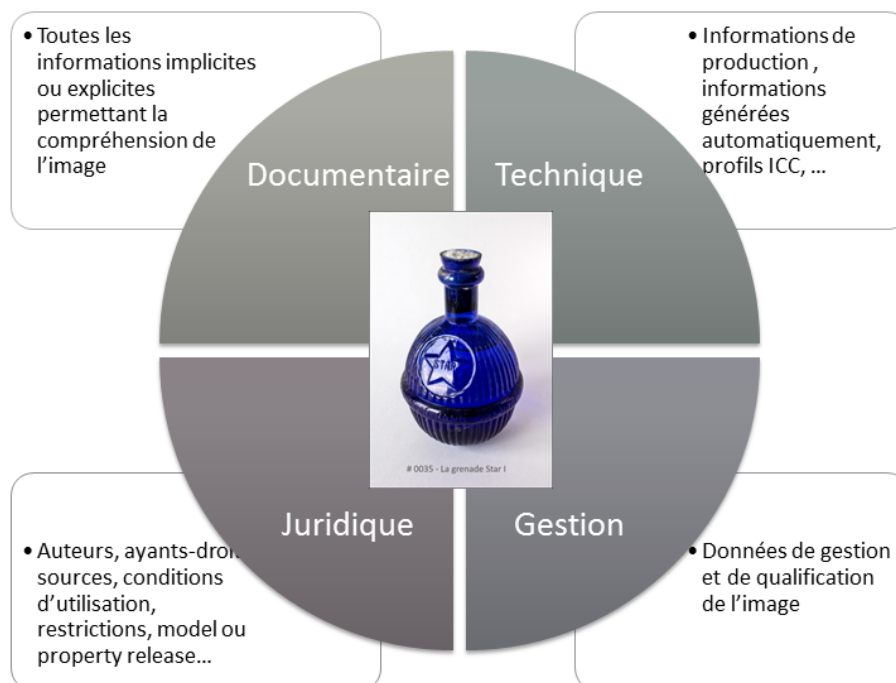 • Toutes les
informations implicites
ou explicites
permettant la
compréhension de
l'image
• Informations de
production ,
informations
générées
automatiquement,
profils ICC, ...
Documentaire
Technique
STAR
# 0035 - La grenade Star I
Juridique
Gestion
• Auteurs, ayants-droit
sources, conditions
d'utilisation,
restrictions, model ou
property release...
• Données de gestion
et de qualification
de l'image